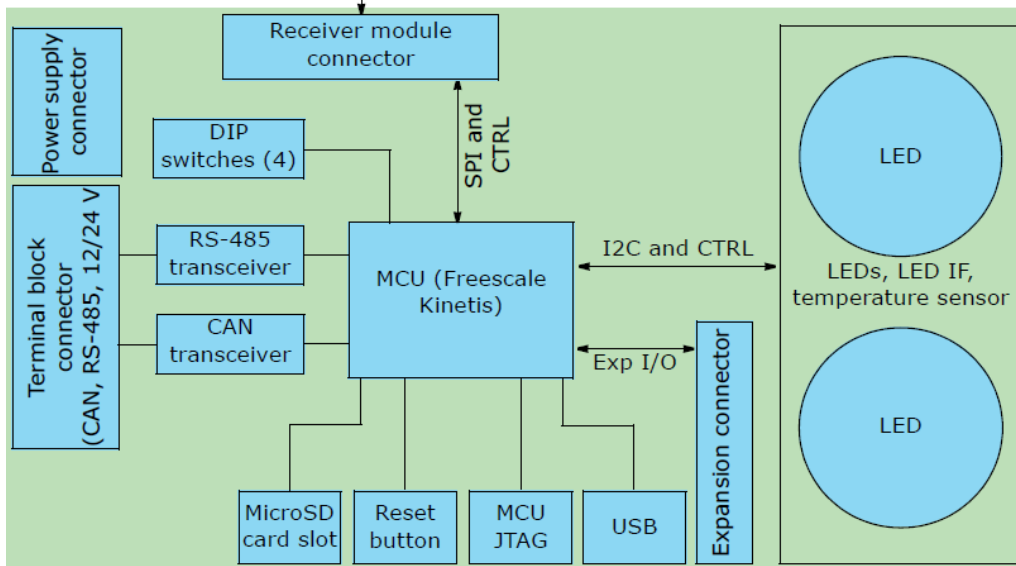 Receiver module
connector
Power supply
connector
DIP
switches (4)
SPI and
CTRL
Terminal block
connector
(CAN, RS-485, 12/24 V
RS-485
transceiver
MCU (Freescale
Kinetis)
CAN
transceiver
I2C and CTRL
Exp I/O
LED
LEDs, LED IF,
temperature sensor
LED
Expansion connector
MicroSD
card slot
Reset
button
MCU
JTAG
USB